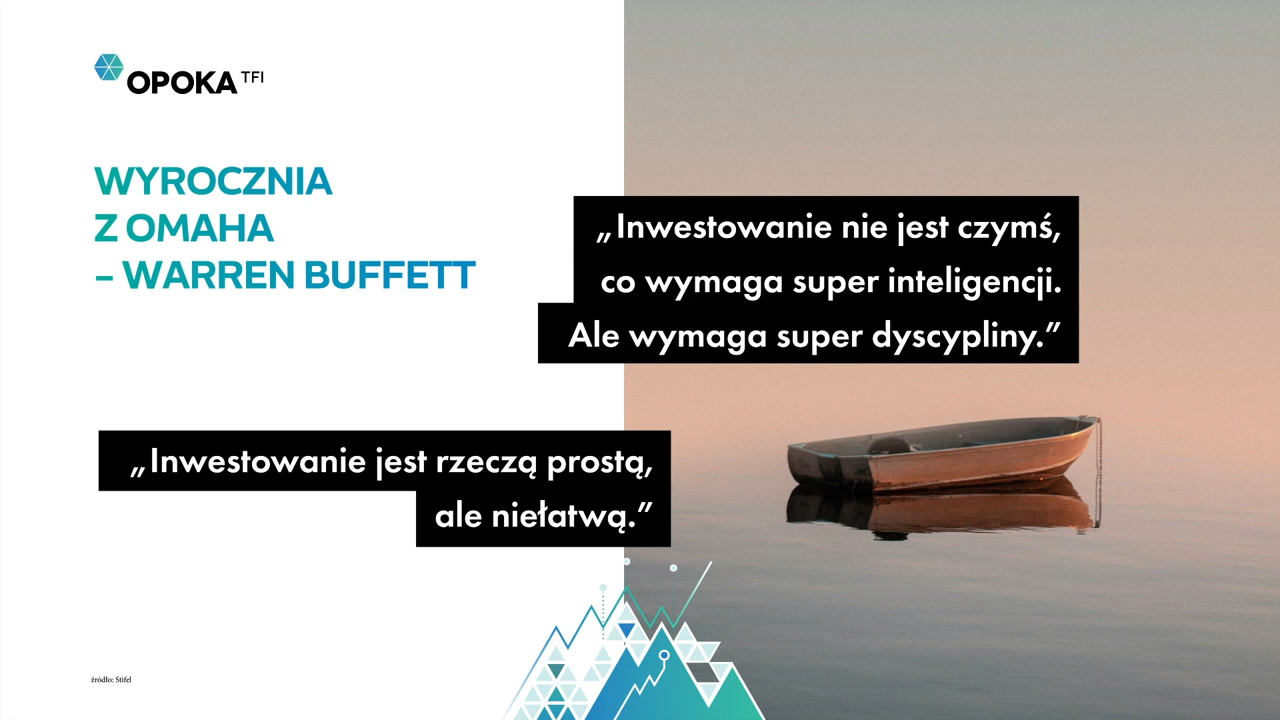 OPOKA TFI
WYROCZNIA
Z OMAHA
– WARREN BUFFETT
„Inwestowanie nie jest czymś,
co wymaga super inteligencji.
Ale wymaga super dyscypliny.”
„Inwestowanie jest rzeczą prostą,
ale niełatwą.”
źródło: Stifel